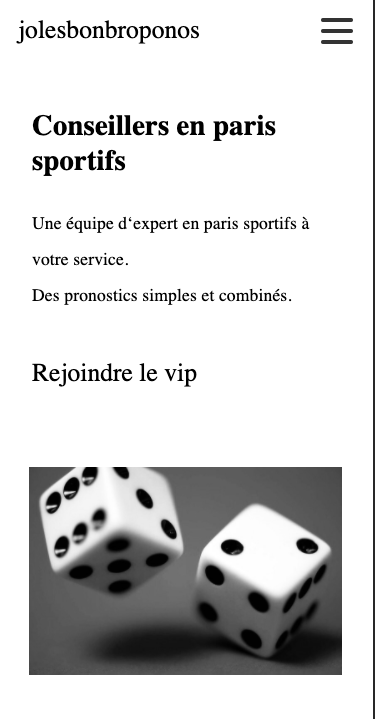 jolesbonbroponos
Conseillers en paris
sportifs
Une équipe d‘expert en paris sportifs à
votre service.
Des pronostics simples et combinés.
Rejoindre le vip